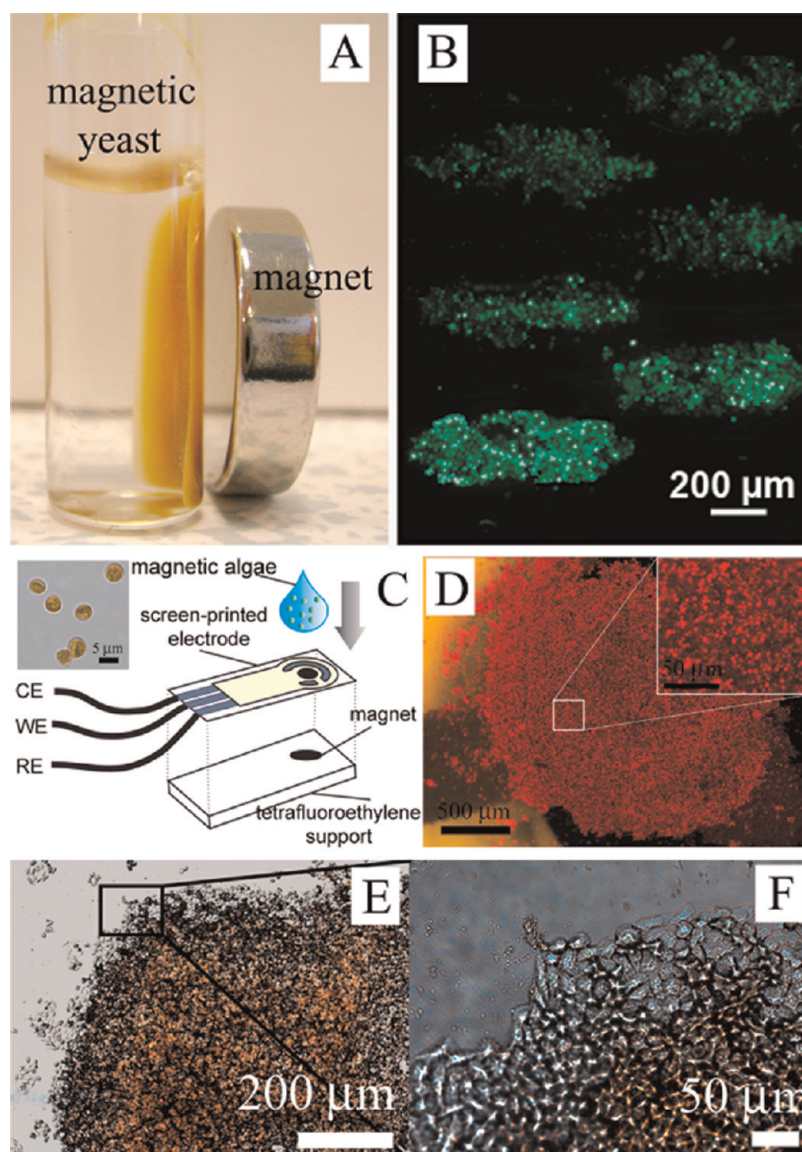 A
magnetic
yeast
magnet
B
200 µm
C
magnetic algae
screen-printed
electrode
5 µm
CE
WE
RE
magnet
tetrafluoroethylene
support
D
50 µm
500 µm
E
200 µm
F
50 µm